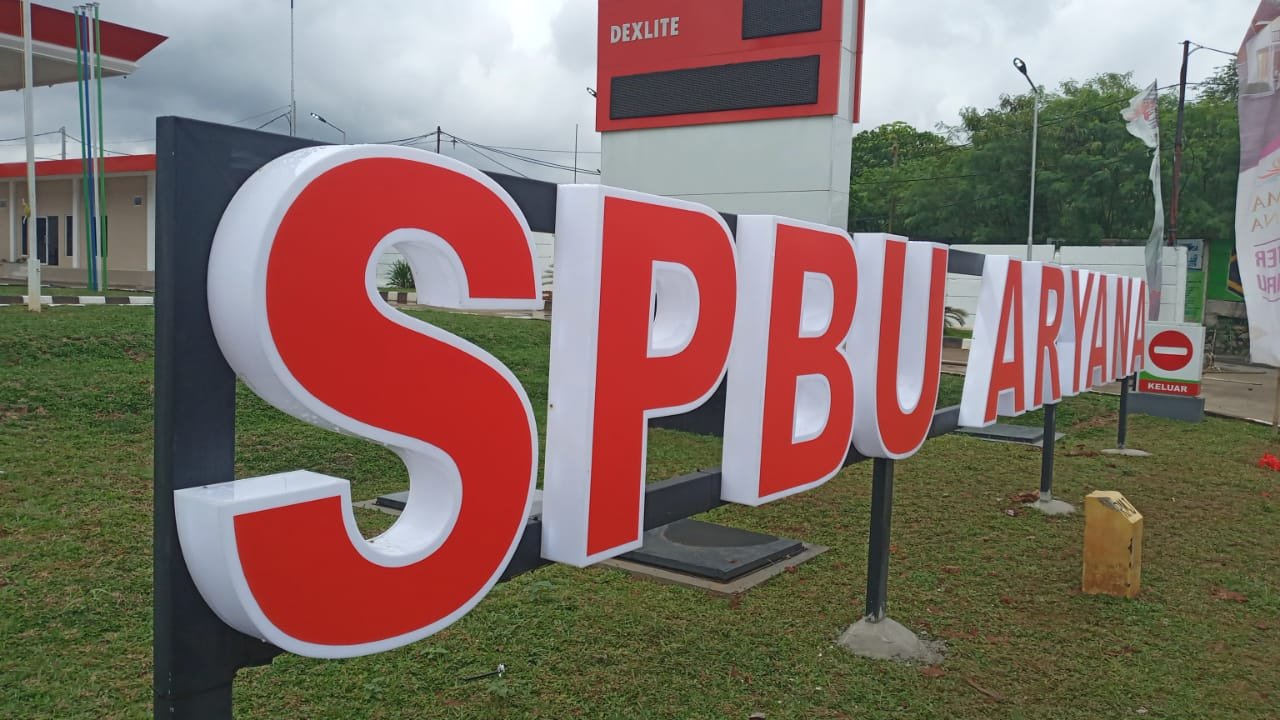 DEXLITE
SPBU ARYANA
KELUAR